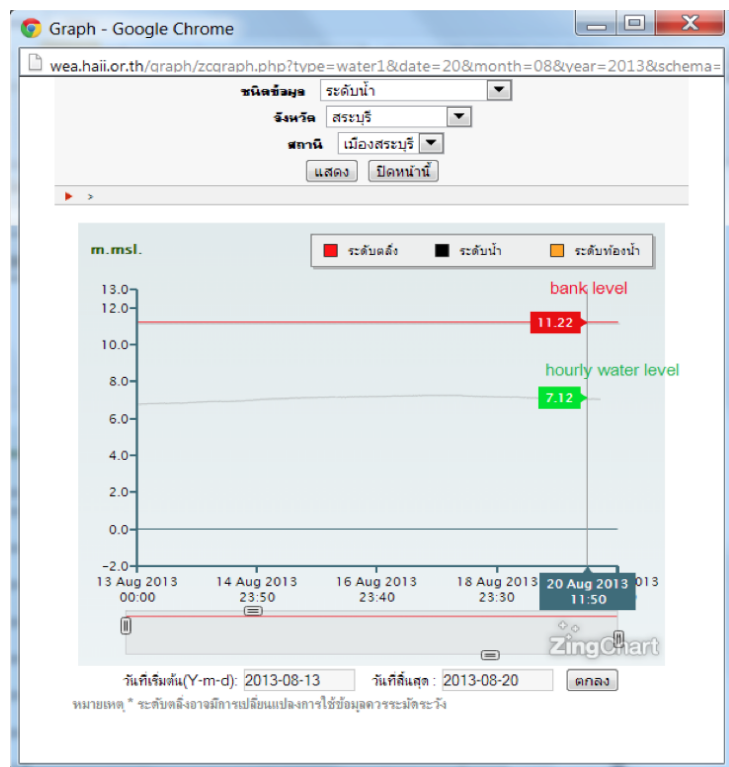 Graph - Google Chrome
wea.haii.or.th/graph/zcgraph.php?type=water1&date=20&month=08&year=2013&schema=
ชนิดข้อมูล ระดับน้ำ
จังหวัด สระบุรี
สถานี เมืองสระบุรี
แสดง ปิดหน้านี้
>
m.msl. ระดับตลิ่ง ระดับน้ำ ระดับท้องน้ำ
13.0 bank level
12.0
11.22
10.0
hourly water level
8.0
7.12
6.0
4.0
2.0
0.0
-2.0
13 Aug 2013 14 Aug 2013 16 Aug 2013 18 Aug 2013 20 Aug 2013 013
00:00 23:50 23:40 23:30 11:50
ZingChart
วันที่เริ่มต้น(Y-m-d): 2013-08-13 วันที่สิ้นสุด : 2013-08-20 ตกลง
หมายเหตุ * ระดับตลิ่งอาจมีการเปลี่ยนแปลงการใช้ข้อมูลควรระมัดระวัง